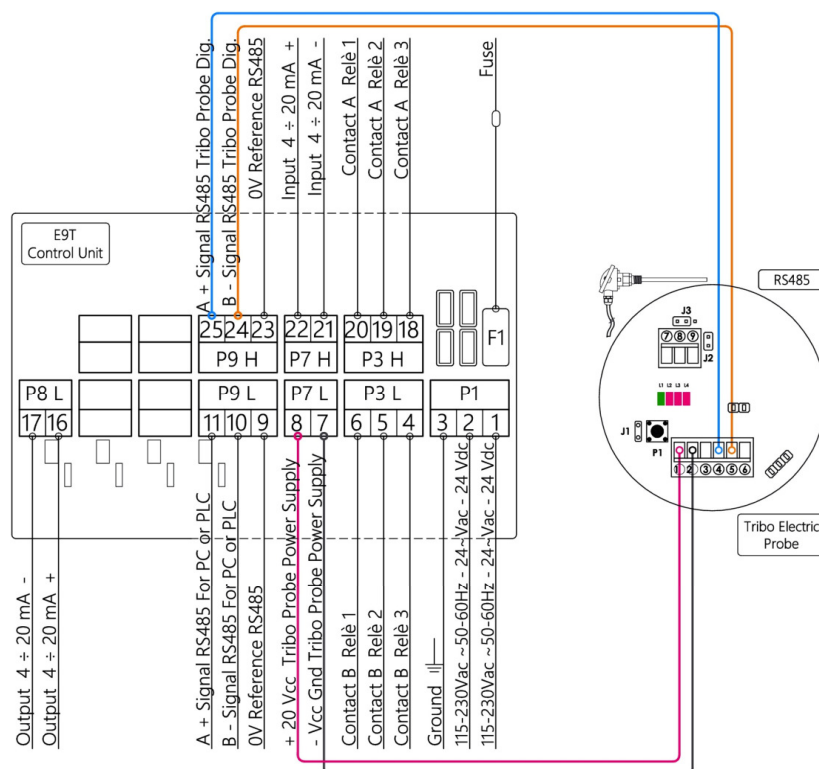 A + Signal RS485 Tribo Probe Dig.
B - Signal RS485 Tribo Probe Dig.
0V Reference RS485
Input 4 ÷ 20 mA +
Input 4 ÷ 20 mA -
Contact A Relè 1
Contact A Relè 2
Contact A Relè 3
Fuse
E9T
Control Unit
25 24 23
22 21
20 19 18
F1
P9 H
P7 H
P3 H
P8 L
P9 L
P7 L
P3 L
P1
17 16
11 10 9
8 7
6 5 4
3 2 1
Output 4 ÷ 20 mA -
Output 4 ÷ 20 mA +
A + Signal RS485 For PC or PLC
B - Signal RS485 For PC or PLC
0V Reference RS485
+ 20 Vcc Tribo Probe Power Supply
- Vcc Gnd Tribo Probe Power Supply
Contact B Relè 1
Contact B Relè 2
Contact B Relè 3
Ground
115-230Vac ~50-60Hz - 24~Vac - 24 Vdc
115-230Vac ~50-60Hz - 24~Vac - 24 Vdc
RS485
J3
7 8 9
J2
L1 L2 L3 L4
J1
P1
1 2 3 4 5 6
Tribo Electric
Probe